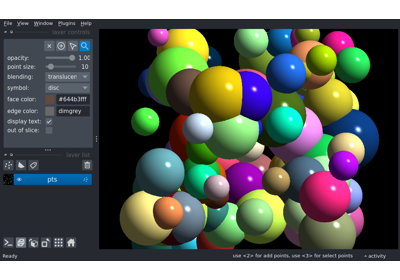 File View Window Plugins Help
layer controls
opacity: 1.00
point size: 10
blending: translucen
symbol: disc
face color: #644b3fff
edge color: dimgrey
display text:
out of slice:
layer list
pts
Ready use <2> for add points, use <3> for select points activity